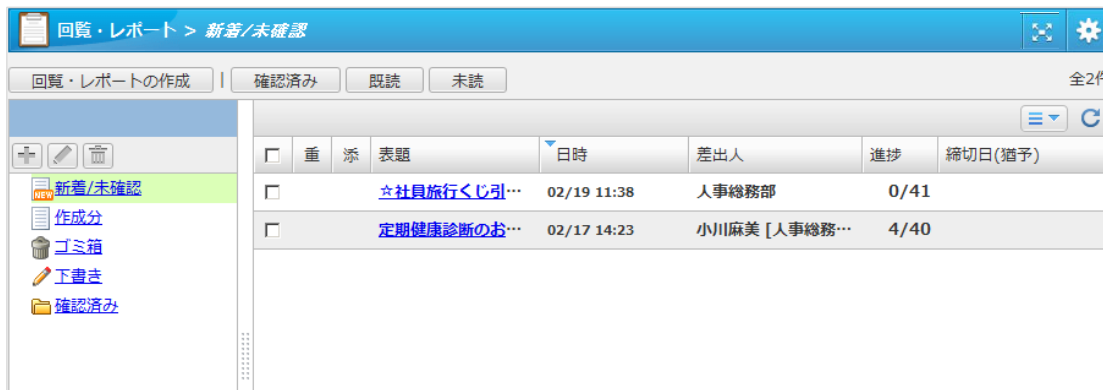 回覧・レポート > 新着/未確認
回覧・レポートの作成 | 確認済み 既読 未読 全2件
重 添 表題 日時 差出人 進捗 締切日(猶予)
NEW 新着/未確認
☆社員旅行くじ引… 02/19 11:38 人事総務部 0/41
作成分
定期健康診断のお… 02/17 14:23 小川麻美 [人事総務… 4/40
ゴミ箱
下書き
確認済み